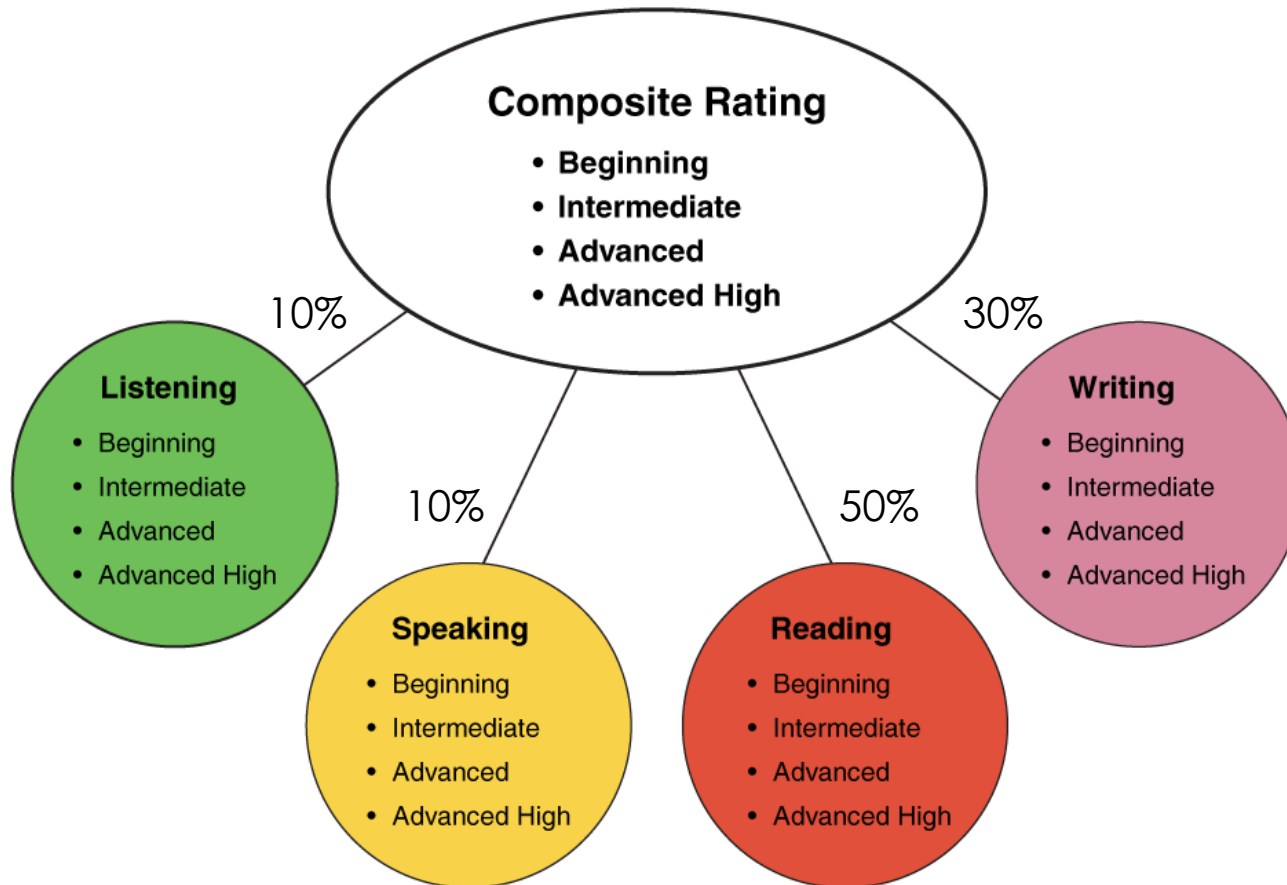 Composite Rating
• Beginning
• Intermediate
• Advanced
• Advanced High
10%
30%
Listening
• Beginning
• Intermediate
• Advanced
• Advanced High
Writing
• Beginning
• Intermediate
• Advanced
• Advanced High
10%
50%
Speaking
• Beginning
• Intermediate
• Advanced
• Advanced High
Reading
• Beginning
• Intermediate
• Advanced
• Advanced High